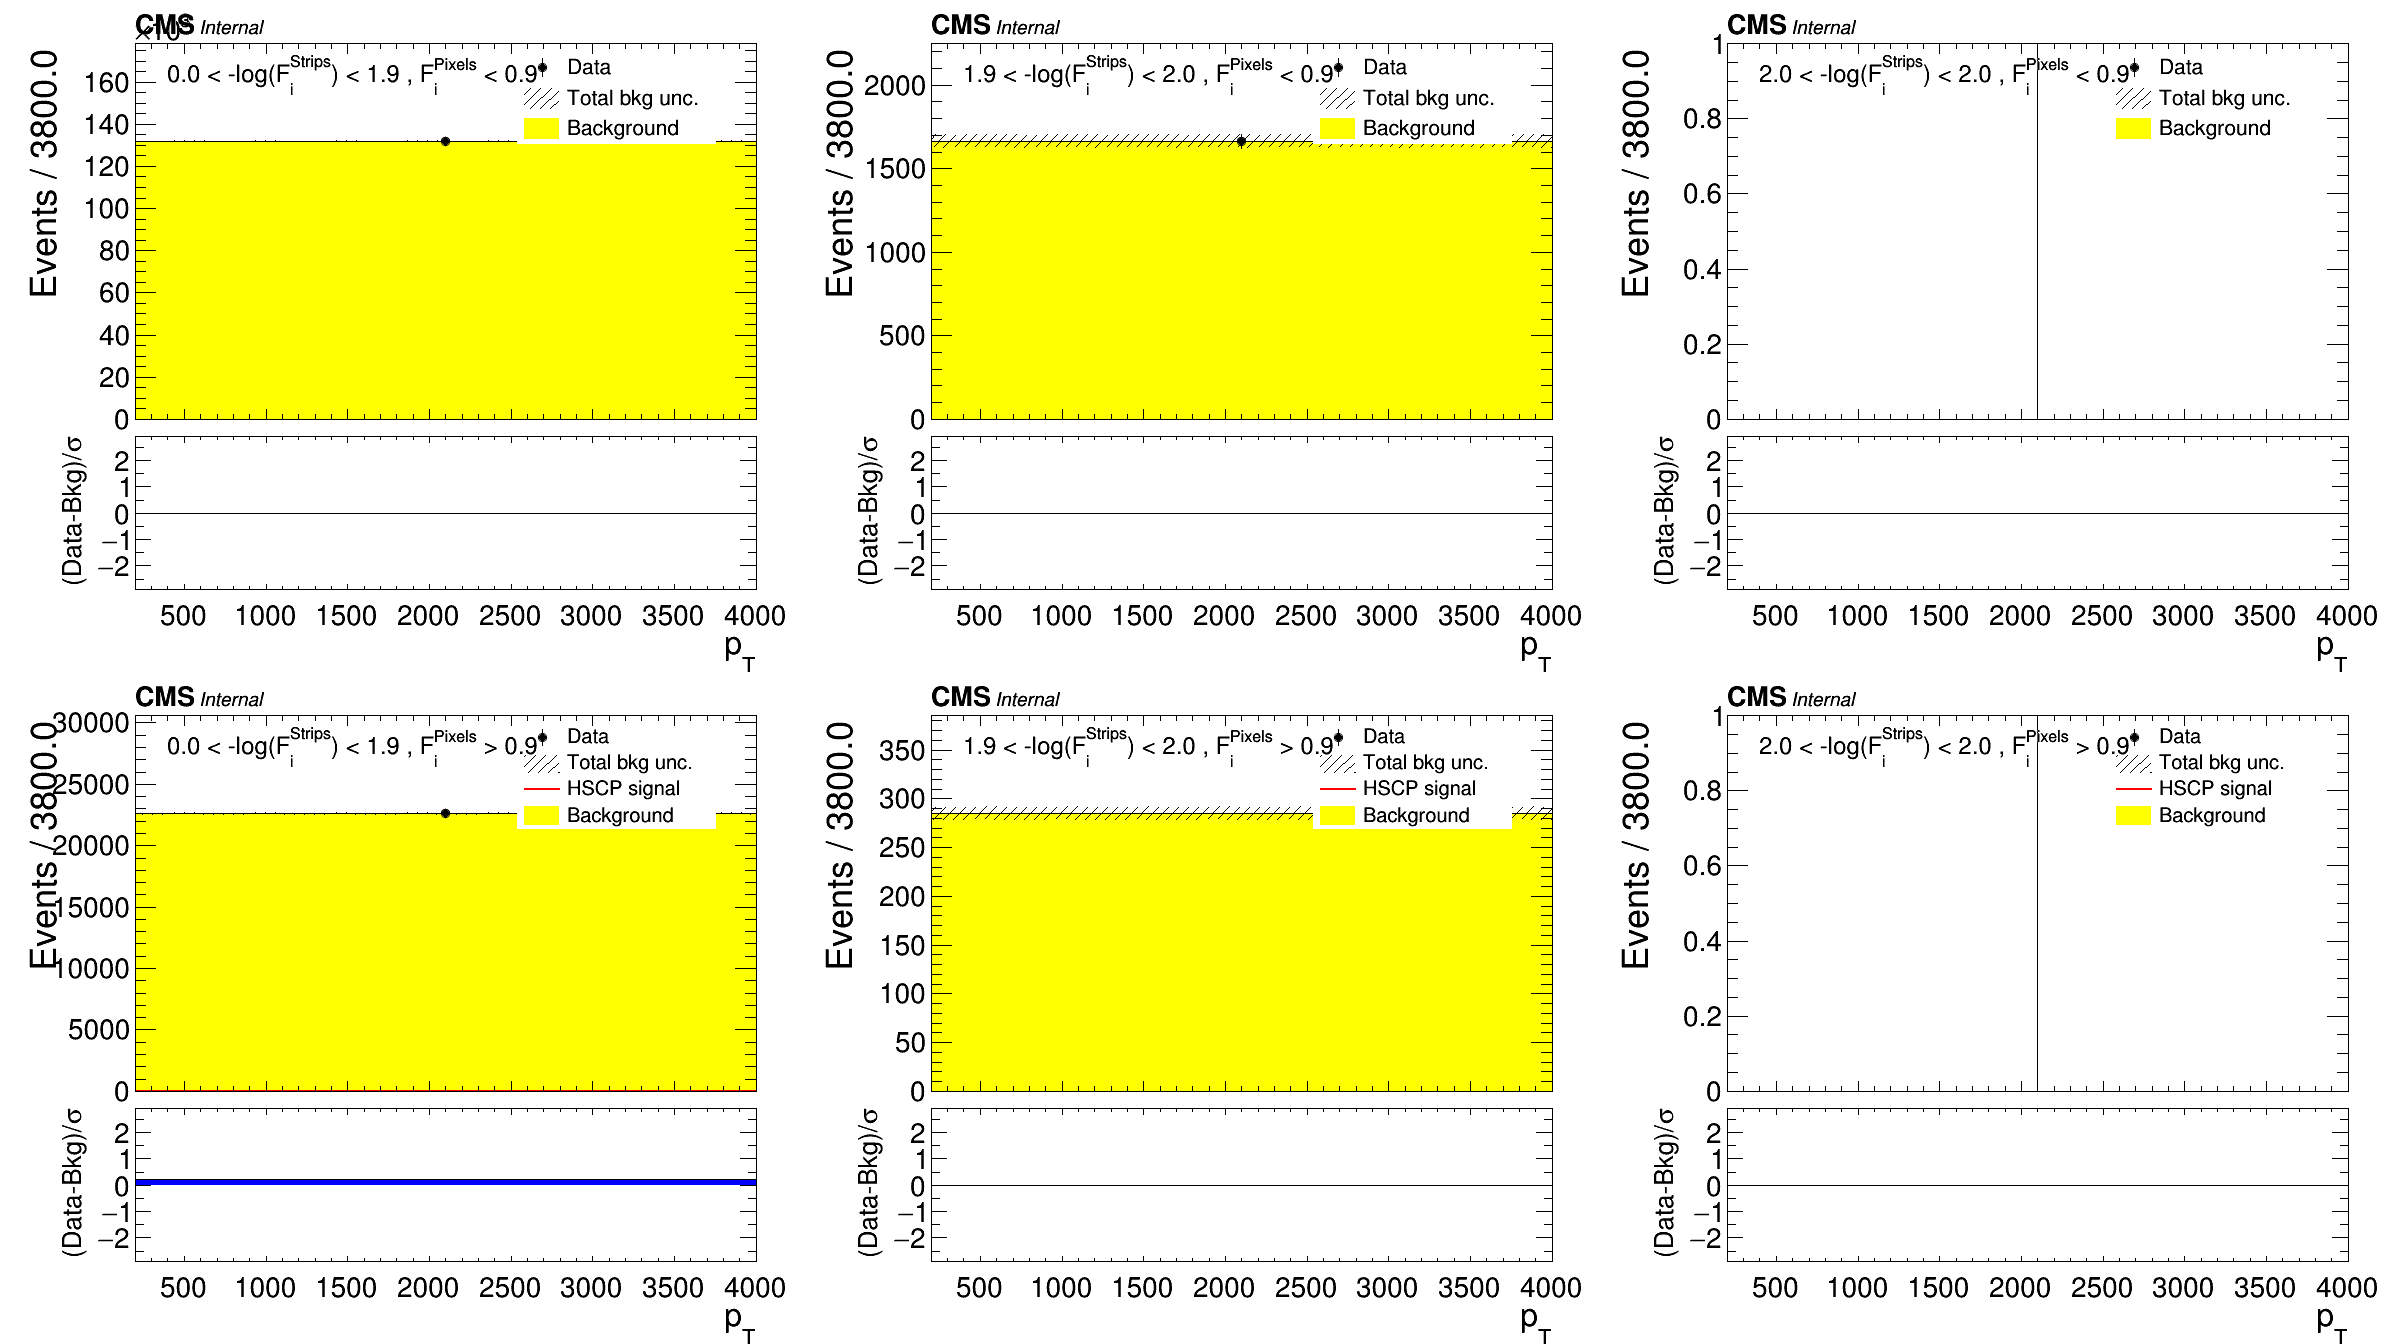 CMS Internal
×10³
Events / 3800.0
0.0 < -log(F_i^Strips) < 1.9 , F_i^Pixels < 0.9
Data
Total bkg unc.
Background
160
140
120
100
80
60
40
20
0
(Data-Bkg)/σ
2
1
0
−1
−2
500 1000 1500 2000 2500 3000 3500 4000
p_T
CMS Internal
Events / 3800.0
1.9 < -log(F_i^Strips) < 2.0 , F_i^Pixels < 0.9
Data
Total bkg unc.
Background
2000
1500
1000
500
0
(Data-Bkg)/σ
2
1
0
−1
−2
500 1000 1500 2000 2500 3000 3500 4000
p_T
CMS Internal
Events / 3800.0
2.0 < -log(F_i^Strips) < 2.0 , F_i^Pixels < 0.9
Data
Total bkg unc.
Background
1
0.8
0.6
0.4
0.2
0
(Data-Bkg)/σ
2
1
0
−1
−2
500 1000 1500 2000 2500 3000 3500 4000
p_T
CMS Internal
Events / 3800.0
0.0 < -log(F_i^Strips) < 1.9 , F_i^Pixels > 0.9
Data
Total bkg unc.
HSCP signal
Background
30000
25000
20000
15000
10000
5000
0
(Data-Bkg)/σ
2
1
0
−1
−2
500 1000 1500 2000 2500 3000 3500 4000
p_T
CMS Internal
Events / 3800.0
1.9 < -log(F_i^Strips) < 2.0 , F_i^Pixels > 0.9
Data
Total bkg unc.
HSCP signal
Background
350
300
250
200
150
100
50
0
(Data-Bkg)/σ
2
1
0
−1
−2
500 1000 1500 2000 2500 3000 3500 4000
p_T
CMS Internal
Events / 3800.0
2.0 < -log(F_i^Strips) < 2.0 , F_i^Pixels > 0.9
Data
Total bkg unc.
HSCP signal
Background
1
0.8
0.6
0.4
0.2
0
(Data-Bkg)/σ
2
1
0
−1
−2
500 1000 1500 2000 2500 3000 3500 4000
p_T